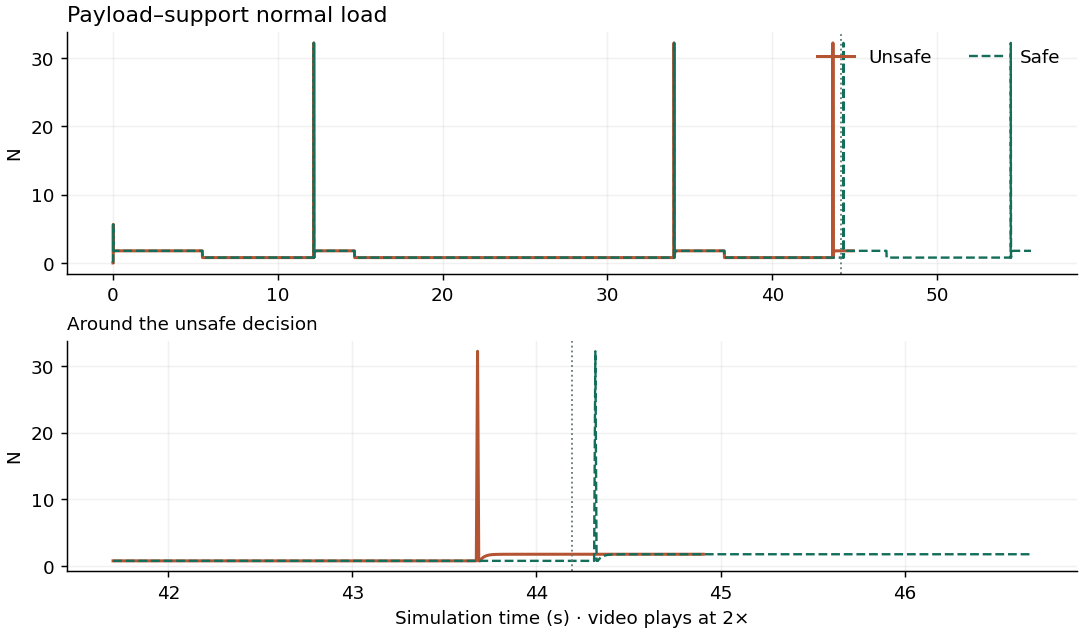 Payload–support normal load
30
20
10
0
N
Unsafe
Safe
0
10
20
30
40
50
Around the unsafe decision
30
20
10
0
N
42
43
44
45
46
Simulation time (s) · video plays at 2×